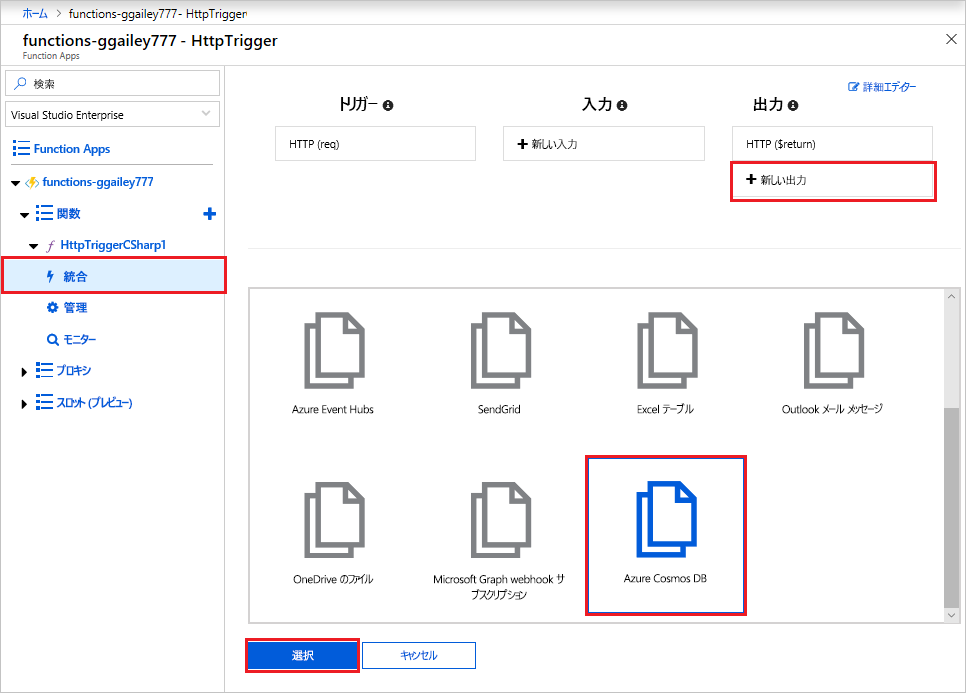 ホーム > functions-ggailey777- HttpTrigger
functions-ggailey777 - HttpTrigger
Function Apps
検索
Visual Studio Enterprise
Function Apps
functions-ggailey777
関数
HttpTriggerCSharp1
統合
管理
モニター
プロキシ
スロット (プレビュー)
詳細エディター
トリガー
HTTP (req)
入力
新しい入力
出力
HTTP ($return)
新しい出力
Azure Event Hubs
SendGrid
Excel テーブル
Outlook メール メッセージ
OneDrive のファイル
Microsoft Graph webhook サ
ブスクリプション
Azure Cosmos DB
選択
キャンセル